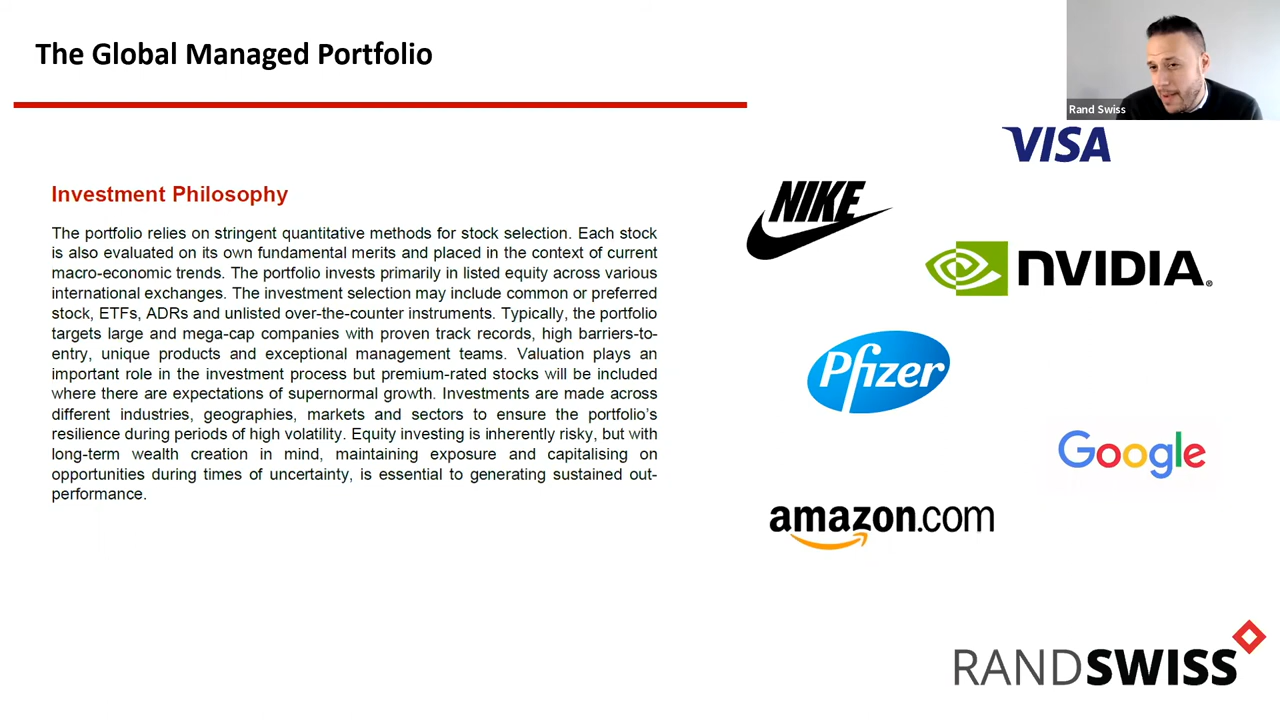 The Global Managed Portfolio
Rand Swiss
Investment Philosophy
The portfolio relies on stringent quantitative methods for stock selection. Each stock
is also evaluated on its own fundamental merits and placed in the context of current
macro-economic trends. The portfolio invests primarily in listed equity across various
international exchanges. The investment selection may include common or preferred
stock, ETFs, ADRs and unlisted over-the-counter instruments. Typically, the portfolio
targets large and mega-cap companies with proven track records, high barriers-to-
entry, unique products and exceptional management teams. Valuation plays an
important role in the investment process but premium-rated stocks will be included
where there are expectations of supernormal growth. Investments are made across
different industries, geographies, markets and sectors to ensure the portfolio’s
resilience during periods of high volatility. Equity investing is inherently risky, but with
long-term wealth creation in mind, maintaining exposure and capitalising on
opportunities during times of uncertainty, is essential to generating sustained out-
performance.
VISA
NIKE
NVIDIA®
Pfizer
Google
amazon.com
RANDSWISS